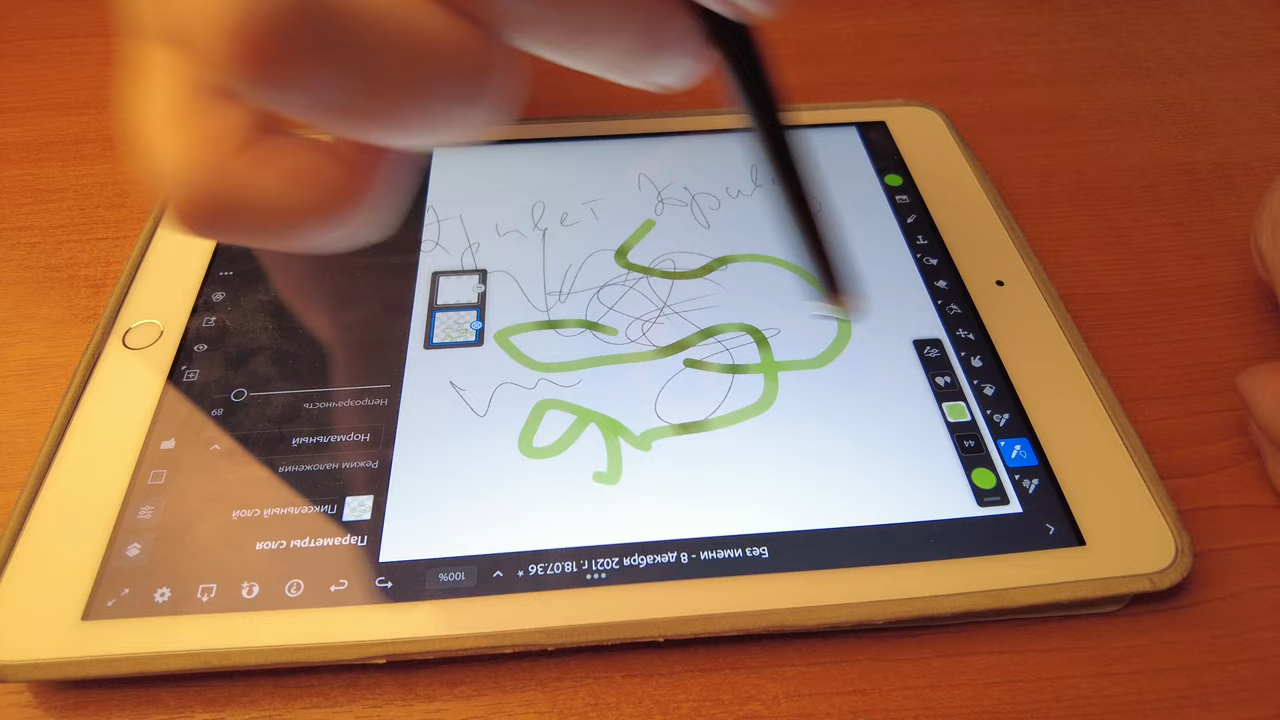 Без имени - 8 декабря 2021 г. 18.07.36 *
100%
Параметры слоя
Пиксельный слой
Режим наложения
Нормальный
Непрозрачность 89
44
Привет